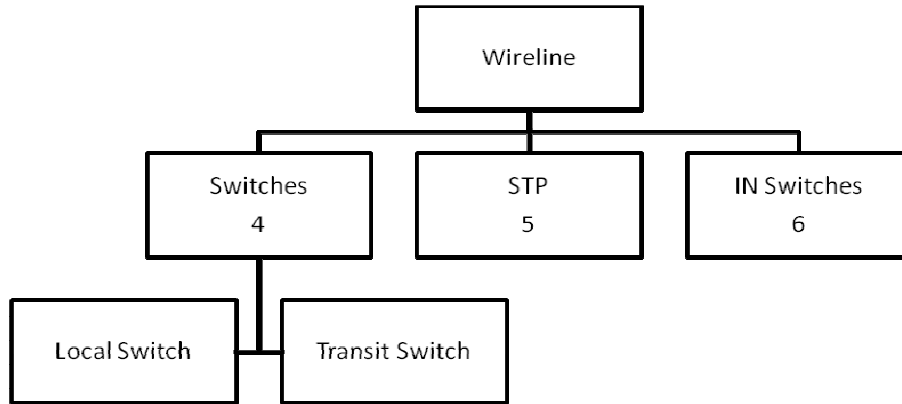 Wireline
Switches
4
STP
5
IN Switches
6
Local Switch
Transit Switch